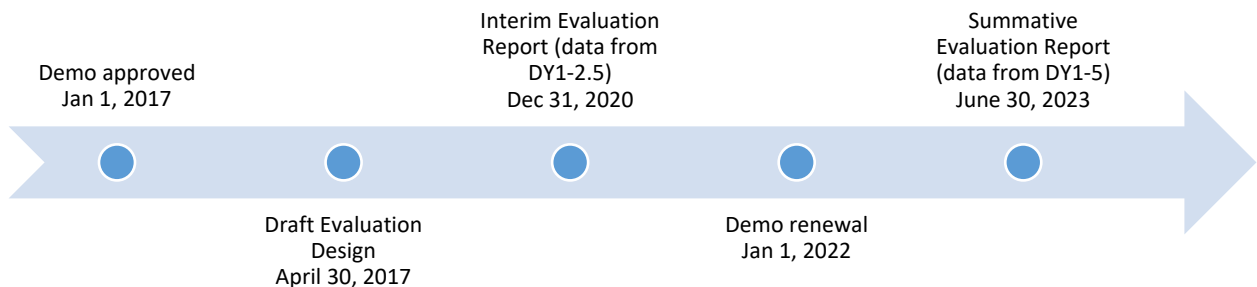 Demo approved
Jan 1, 2017
Draft Evaluation
Design
April 30, 2017
Interim Evaluation
Report (data from
DY1-2.5)
Dec 31, 2020
Demo renewal
Jan 1, 2022
Summative
Evaluation Report
(data from DY1-5)
June 30, 2023